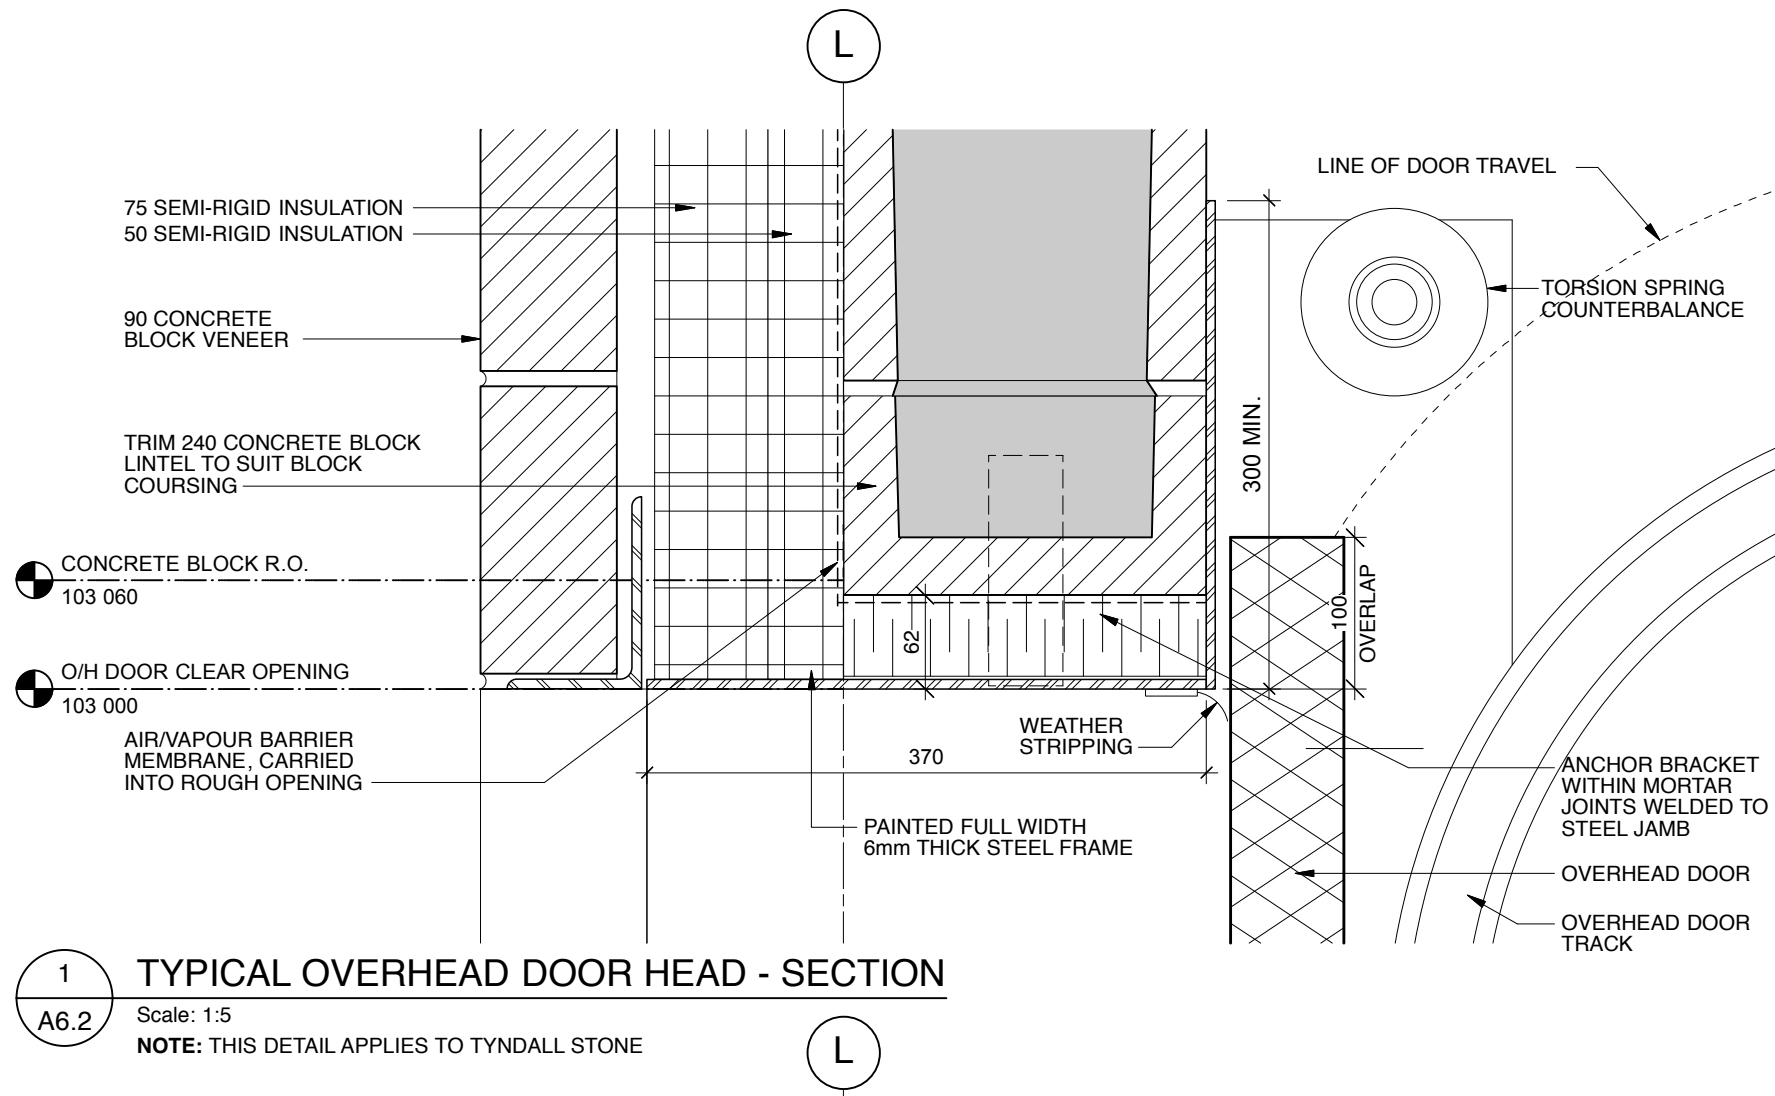 L
LINE OF DOOR TRAVEL
75 SEMI-RIGID INSULATION
50 SEMI-RIGID INSULATION
TORSION SPRING
COUNTERBALANCE
90 CONCRETE
BLOCK VENEER
300 MIN.
TRIM 240 CONCRETE BLOCK
LINTEL TO SUIT BLOCK
COURSING
CONCRETE BLOCK R.O.
103 060
100
OVERLAP
62
O/H DOOR CLEAR OPENING
103 000
WEATHER
STRIPPING
AIR/VAPOUR BARRIER
MEMBRANE, CARRIED
INTO ROUGH OPENING
370
ANCHOR BRACKET
WITHIN MORTAR
JOINTS WELDED TO
STEEL JAMB
PAINTED FULL WIDTH
6mm THICK STEEL FRAME
OVERHEAD DOOR
OVERHEAD DOOR
TRACK
1
A6.2
TYPICAL OVERHEAD DOOR HEAD - SECTION
Scale: 1:5
NOTE: THIS DETAIL APPLIES TO TYNDALL STONE
L